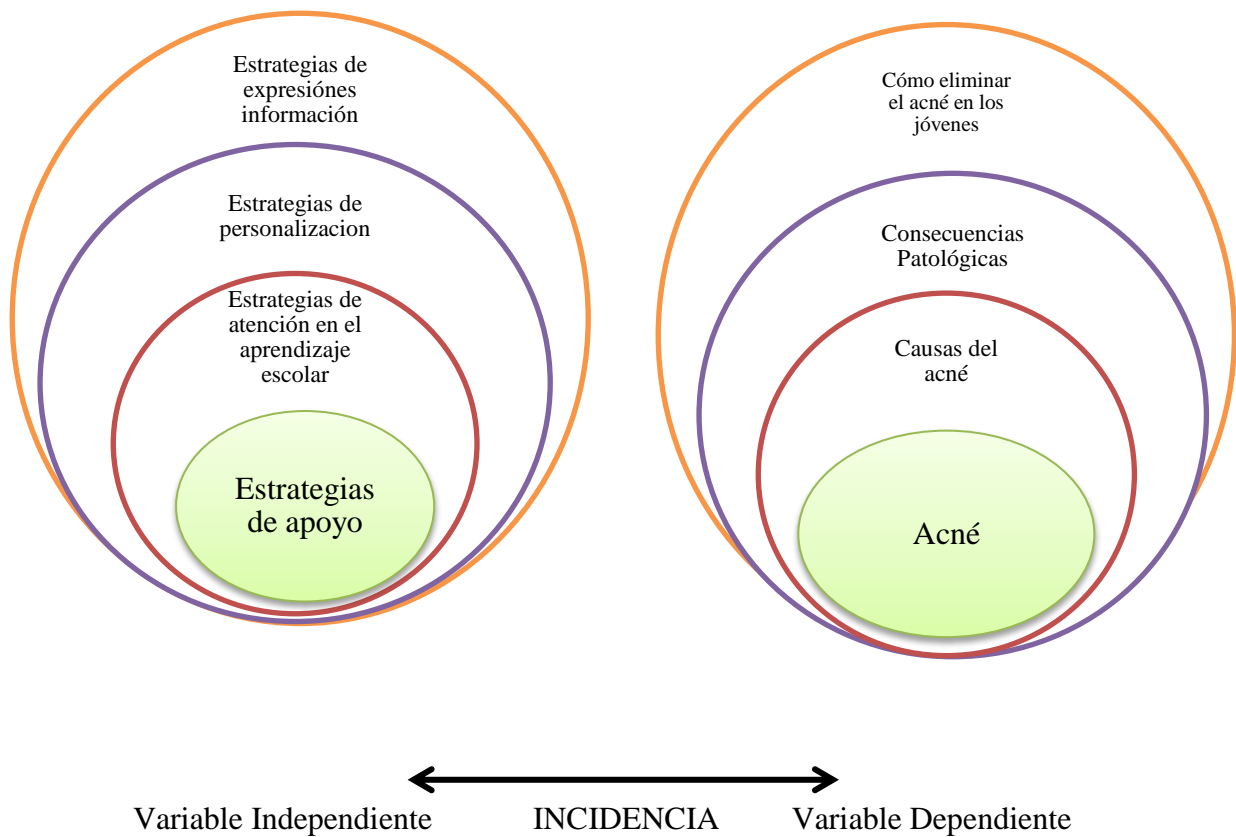 Estrategias de
expresiónes
información
Estrategias de
personalizacion
Estrategias de
atención en el
aprendizaje
escolar
Estrategias
de apoyo
Cómo eliminar
el acné en los
jóvenes
Consecuencias
Patológicas
Causas del
acné
Acné
Variable Independiente
INCIDENCIA
Variable Dependiente